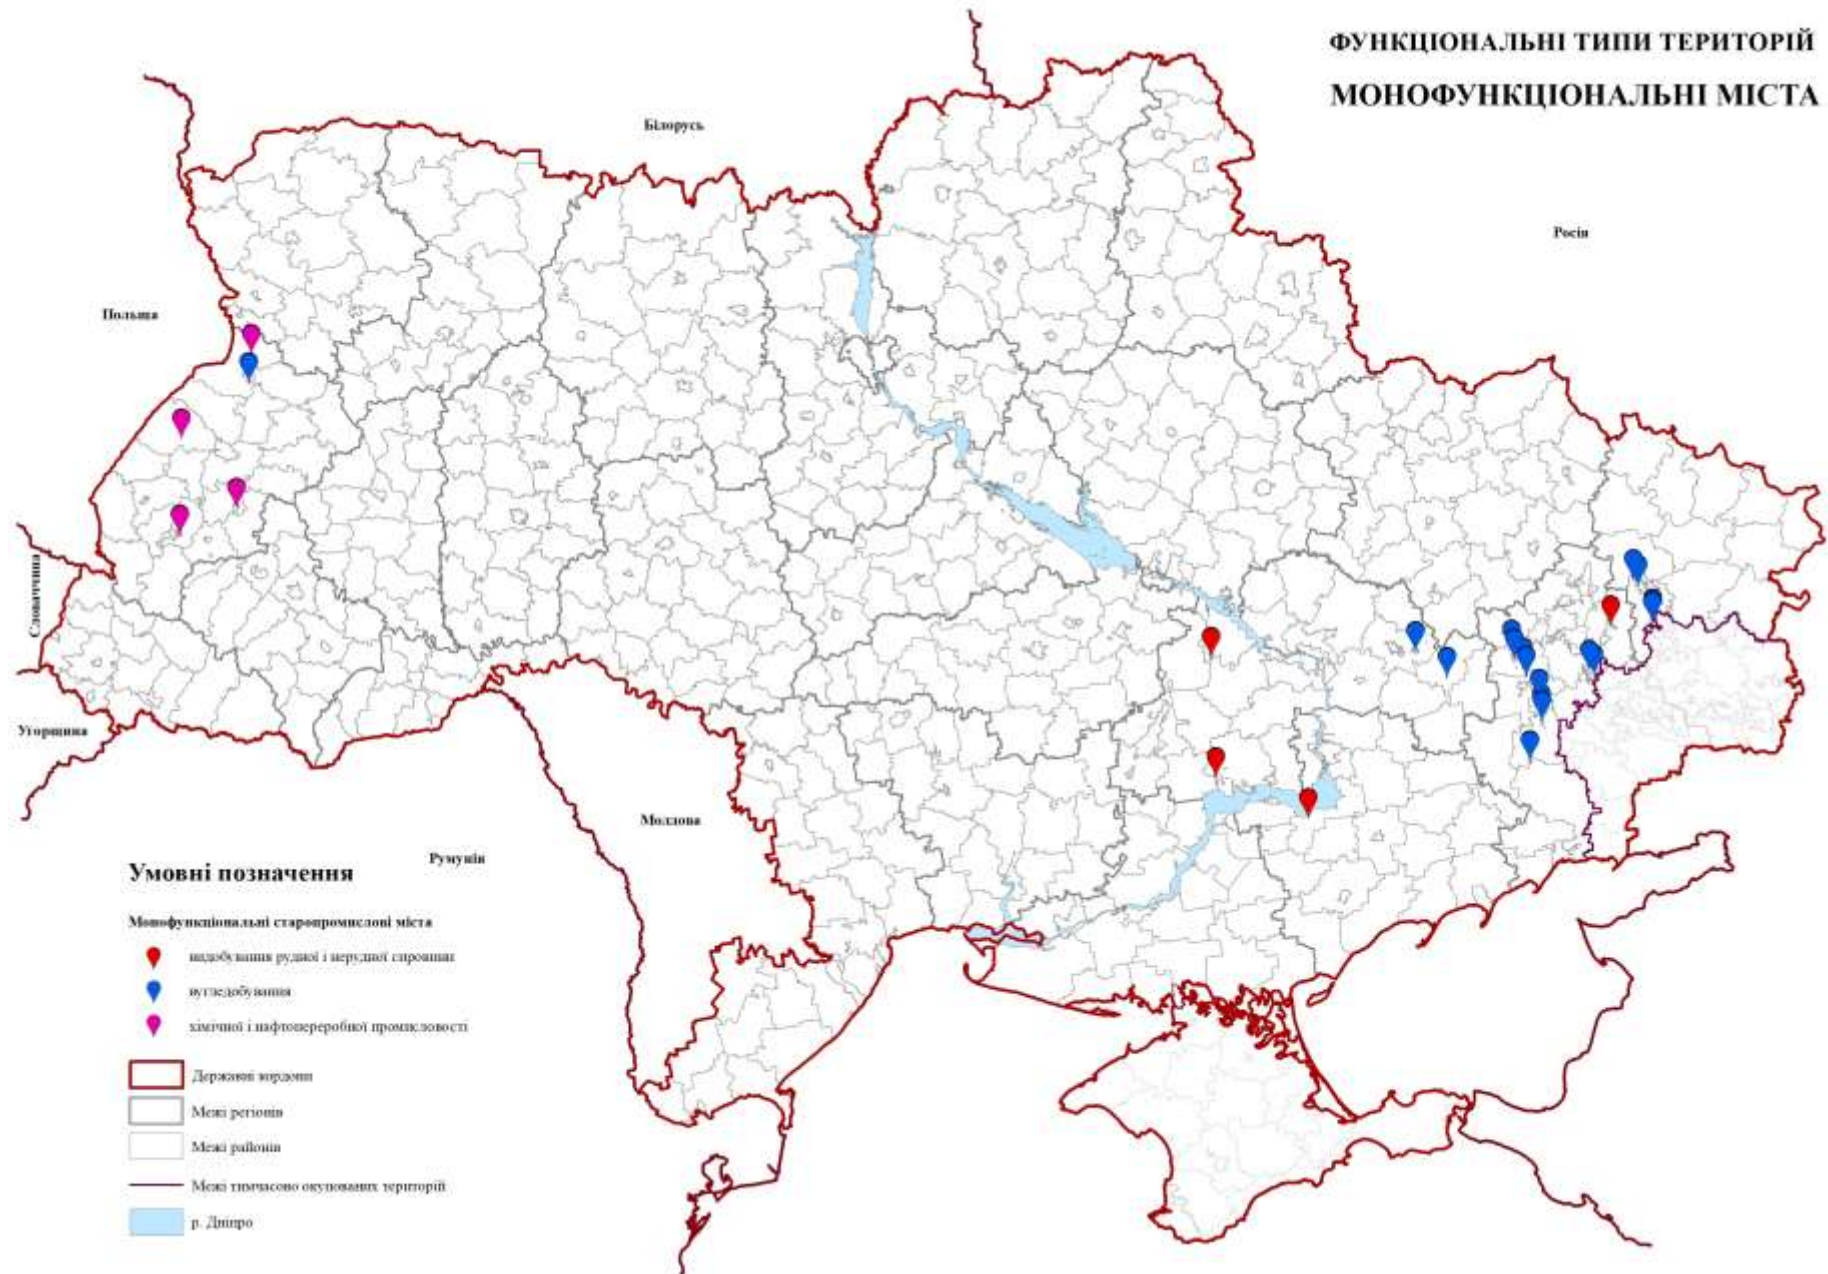 ФУНКЦІОНАЛЬНІ ТИПИ ТЕРИТОРІЙ
МОНОФУНКЦІОНАЛЬНІ МІСТА
Білорусь
Росія
Польща
Словаччина
Угорщина
Молдова
Румунія
Умовні позначення
Монофункціональні старопромислові міста
видобування рудної і нерудної сировини
вугледобування
хімічної і нафтопереробної промисловості
Державні кордони
Межі регіонів
Межі районів
Межі тимчасово окупованих територій
р. Дніпро